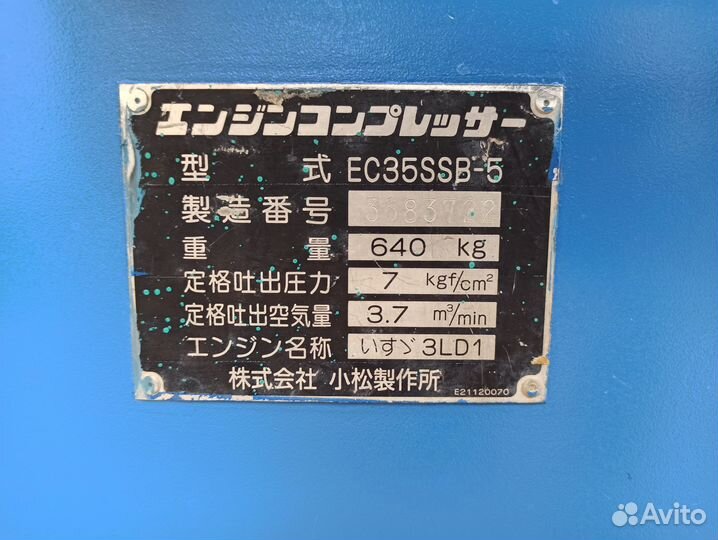 エンジンコンプレッサー
型 式 EC35SSB-5
製造番号
重 量 640 kg
定格吐出圧力 7 kgf/cm²
定格吐出空気量 3.7 m³/min
エンジン名称 いすゞ 3LD1
株式会社 小松製作所
E21120070
Avito